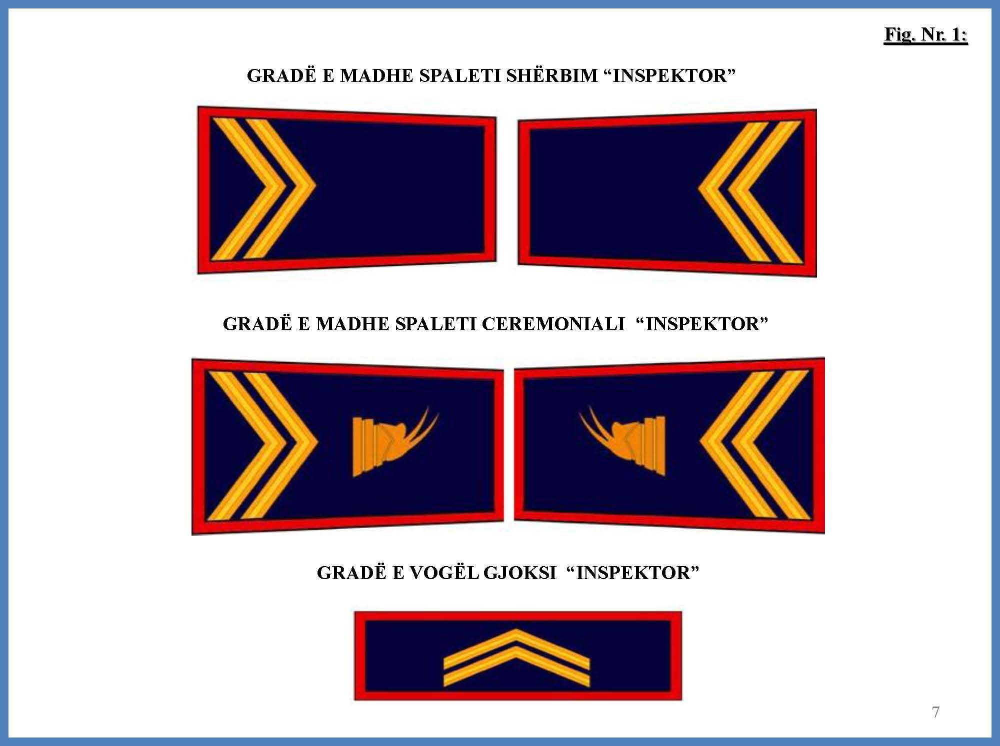 Fig. Nr. 1:
GRADË E MADHE SPALETI SHËRBIM “INSPEKTOR”
GRADË E MADHE SPALETI CEREMONIALI “INSPEKTOR”
GRADË E VOGËL GJOKSI “INSPEKTOR”
7